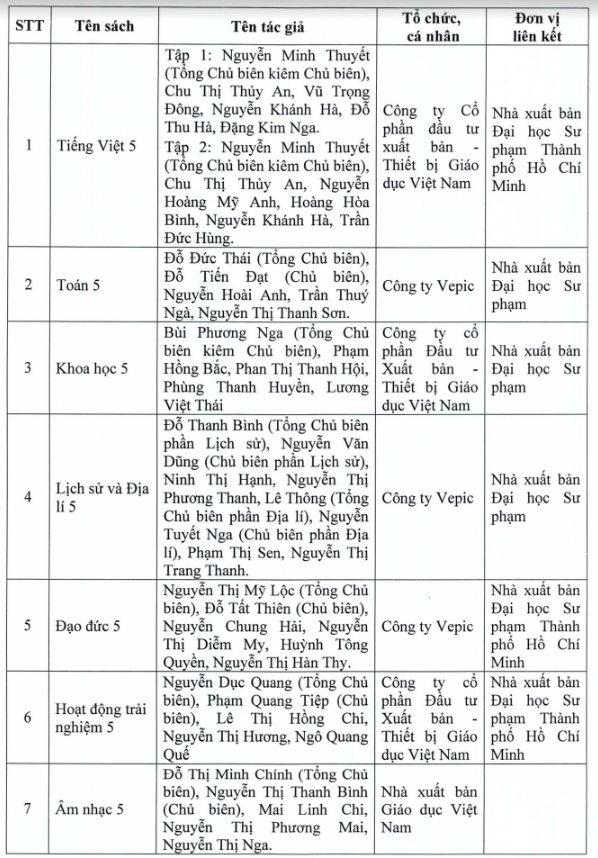 STT
Tên sách
Tên tác giả
Tổ chức,
cá nhân
Đơn vị
liên kết
1
Tiếng Việt 5
Tập 1: Nguyễn Minh Thuyết
(Tổng Chủ biên kiêm Chủ biên),
Chu Thị Thủy An, Vũ Trọng
Đông, Nguyễn Khánh Hà, Đỗ
Thu Hà, Đặng Kim Nga.
Tập 2: Nguyễn Minh Thuyết
(Tổng Chủ biên kiêm Chủ biên),
Chu Thị Thủy An, Nguyễn
Hoàng Mỹ Anh, Hoàng Hòa
Bình, Nguyễn Khánh Hà, Trần
Đức Hùng.
Công ty Cổ
phần đầu tư
xuất bản -
Thiết bị Giáo
dục Việt Nam
Nhà xuất bản
Đại học Sư
phạm Thành
phố Hồ Chí
Minh
2
Toán 5
Đỗ Đức Thái (Tổng Chủ biên),
Đỗ Tiến Đạt (Chủ biên),
Nguyễn Hoài Anh, Trần Thuý
Ngà, Nguyễn Thị Thanh Sơn.
Công ty Vepic
Nhà xuất bản
Đại học Sư
phạm
3
Khoa học 5
Bùi Phương Nga (Tổng Chủ
biên kiêm Chủ biên), Phạm
Hồng Bắc, Phan Thị Thanh Hội,
Phùng Thanh Huyền, Lương
Việt Thái
Công ty cổ
phần Đầu tư
Xuất bản -
Thiết bị Giáo
dục Việt Nam
Nhà xuất bản
Đại học Sư
phạm
4
Lịch sử và Địa
lí 5
Đỗ Thanh Bình (Tổng Chủ biên
phần Lịch sử), Nguyễn Văn
Dũng (Chủ biên phần Lịch sử),
Ninh Thị Hạnh, Nguyễn Thị
Phương Thanh, Lê Thông (Tổng
Chủ biên phần Địa lí), Nguyễn
Tuyết Nga (Chủ biên phần Địa
lí), Phạm Thị Sen, Nguyễn Thị
Trang Thanh.
Công ty Vepic
Nhà xuất bản
Đại học Sư
phạm
5
Đạo đức 5
Nguyễn Thị Mỹ Lộc (Tổng Chủ
biên), Đỗ Tất Thiên (Chủ biên),
Nguyễn Chung Hải, Nguyễn
Thị Diễm My, Huỳnh Tông
Quyền, Nguyễn Thị Hàn Thy.
Công ty Vepic
Nhà xuất bản
Đại học Sư
phạm Thành
phố Hồ Chí
Minh
6
Hoạt động trải
nghiệm 5
Nguyễn Dục Quang (Tổng Chủ
biên), Phạm Quang Tiệp (Chủ
biên), Lê Thị Hồng Chi,
Nguyễn Thị Hương, Ngô Quang
Quế
Công ty cổ
phần Đầu tư
Xuất bản -
Thiết bị Giáo
dục Việt Nam
Nhà xuất bản
Đại học Sư
phạm Thành
phố Hồ Chí
Minh
7
Âm nhạc 5
Đỗ Thị Minh Chính (Tổng Chủ
biên), Nguyễn Thị Thanh Bình
(Chủ biên), Mai Linh Chi,
Nguyễn Thị Phương Mai,
Nguyễn Thị Nga.
Nhà xuất bản
Giáo dục Việt
Nam